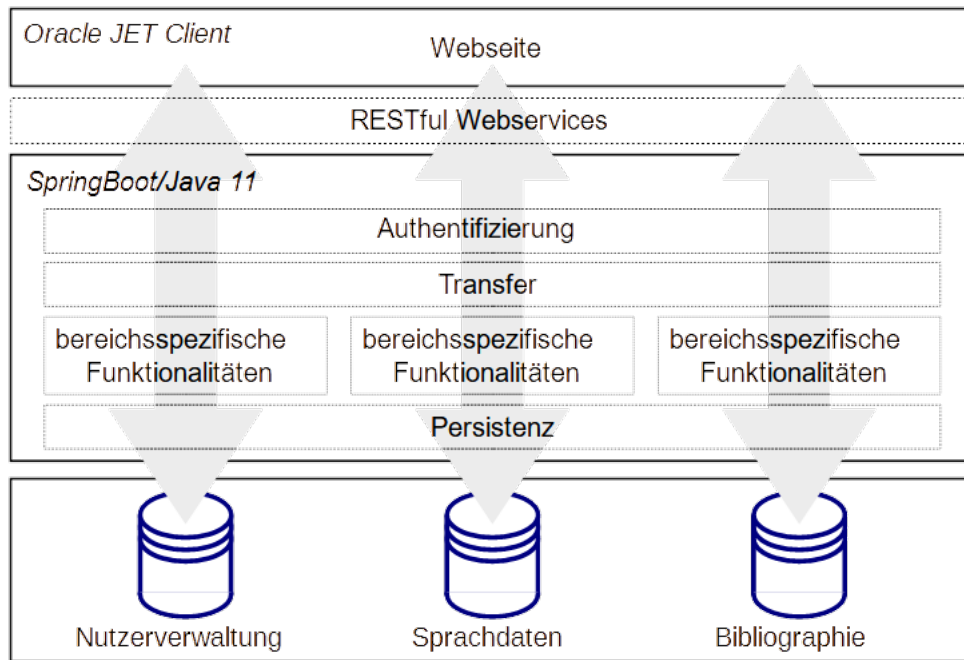 Oracle JET Client
Webseite
RESTful Webservices
SpringBoot/Java 11
Authentifizierung
Transfer
bereichsspezifische
Funktionalitäten
bereichsspezifische
Funktionalitäten
bereichsspezifische
Funktionalitäten
Persistenz
Nutzerverwaltung
Sprachdaten
Bibliographie